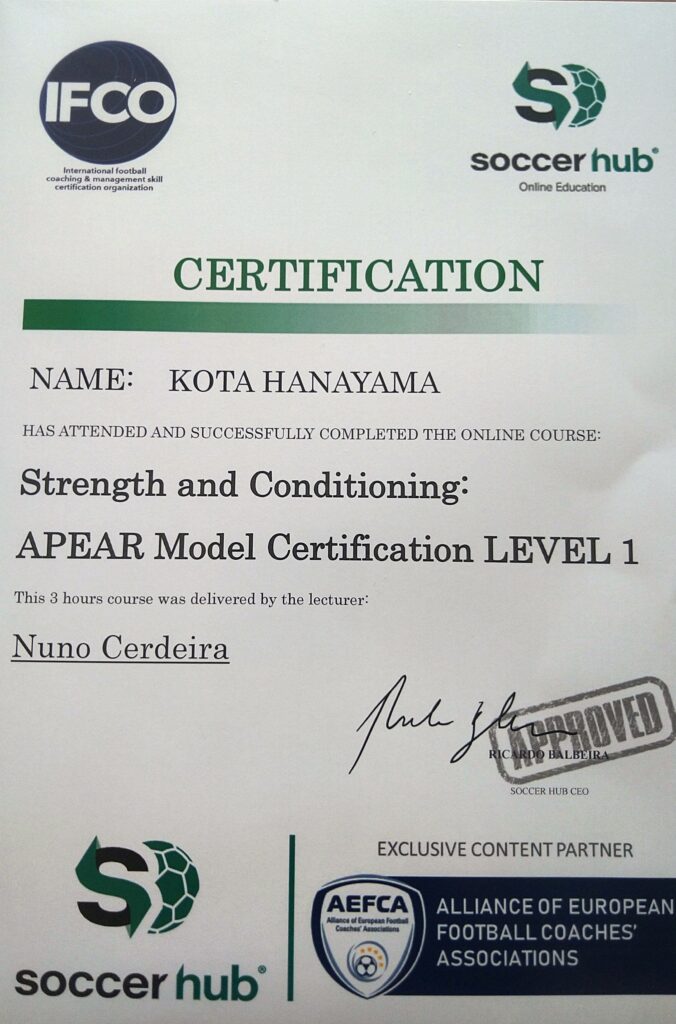 IFCO
International football
coaching & management skill
certification organization
soccer hub®
Online Education
CERTIFICATION
NAME: KOTA HANAYAMA
HAS ATTENDED AND SUCCESSFULLY COMPLETED THE ONLINE COURSE:
Strength and Conditioning:
APEAR Model Certification LEVEL 1
This 3 hours course was delivered by the lecturer:
Nuno Cerdeira
APPROVED
RICARDO BALBEIRA
SOCCER HUB CEO
EXCLUSIVE CONTENT PARTNER
soccer hub®
AEFCA
Alliance of European Football
Coaches' Associations
ALLIANCE OF EUROPEAN
FOOTBALL COACHES'
ASSOCIATIONS